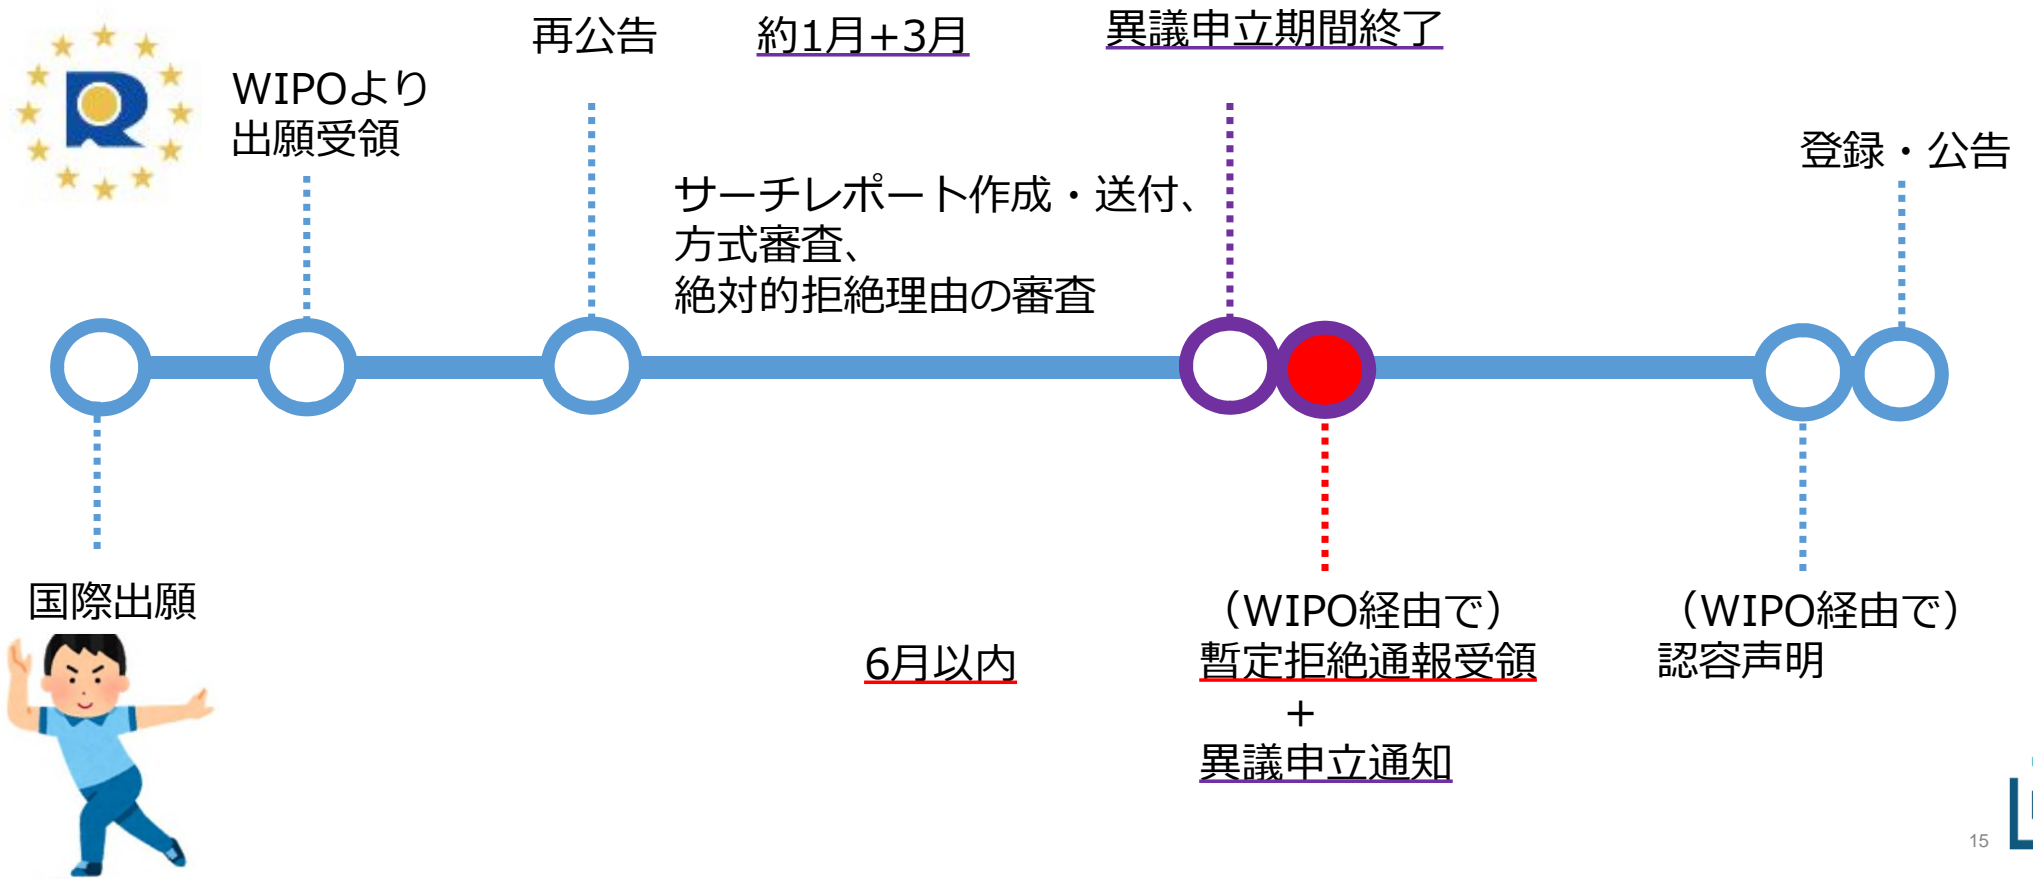 再公告
約1月+3月
異議申立期間終了
WIPOより
出願受領
登録・公告
サーチレポート作成・送付、
方式審査、
絶対的拒絶理由の審査
国際出願
6月以内
（WIPO経由で）
暫定拒絶通報受領
+
異議申立通知
（WIPO経由で）
認容声明
15